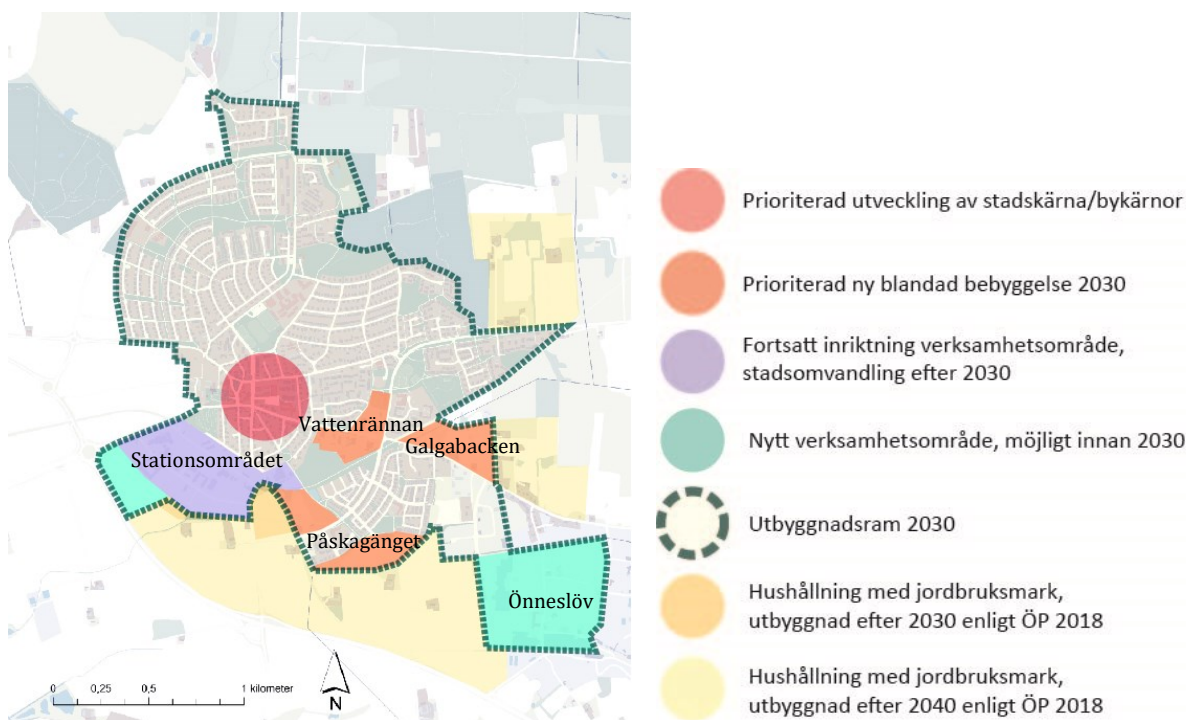 Vattenrännan
Galgabacken
Stationsområdet
Påskagänget
Önneslöv
0 0,25 0,5 1 kilometer
N
Prioriterad utveckling av stadskärna/bykärnor
Prioriterad ny blandad bebyggelse 2030
Fortsatt inriktning verksamhetsområde,
stadsomvandling efter 2030
Nytt verksamhetsområde, möjligt innan 2030
Utbyggnadsram 2030
Hushållning med jordbruksmark,
utbyggnad efter 2030 enligt ÖP 2018
Hushållning med jordbruksmark,
utbyggnad efter 2040 enligt ÖP 2018